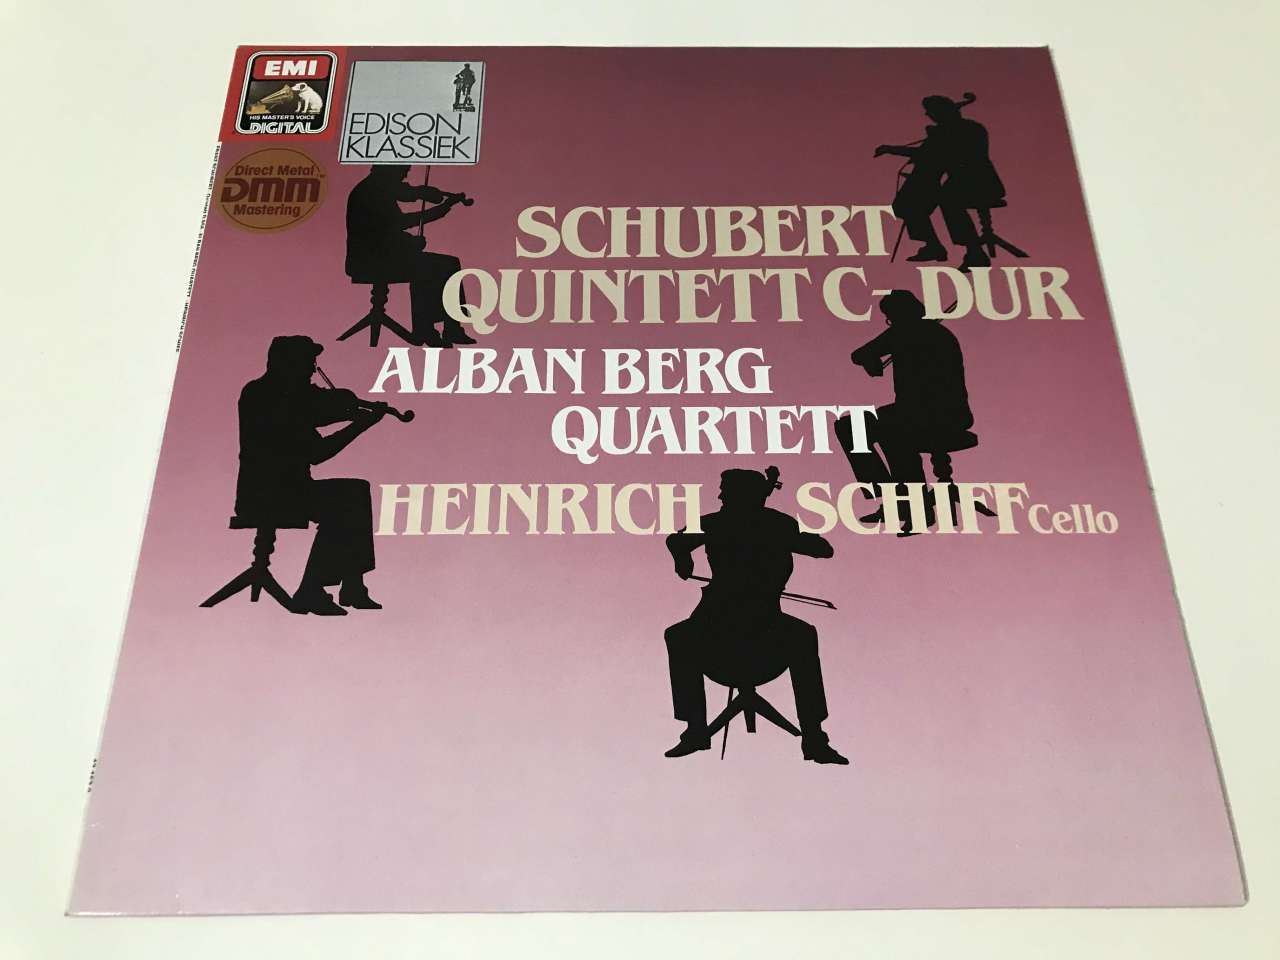 EMI
HIS MASTER'S VOICE
DIGITAL
EDISON
KLASSIEK
Direct Metal
DMM
Mastering
SCHUBERT
QUINTETT C-DUR
ALBAN BERG
QUARTETT
HEINRICH SCHIFF Cello